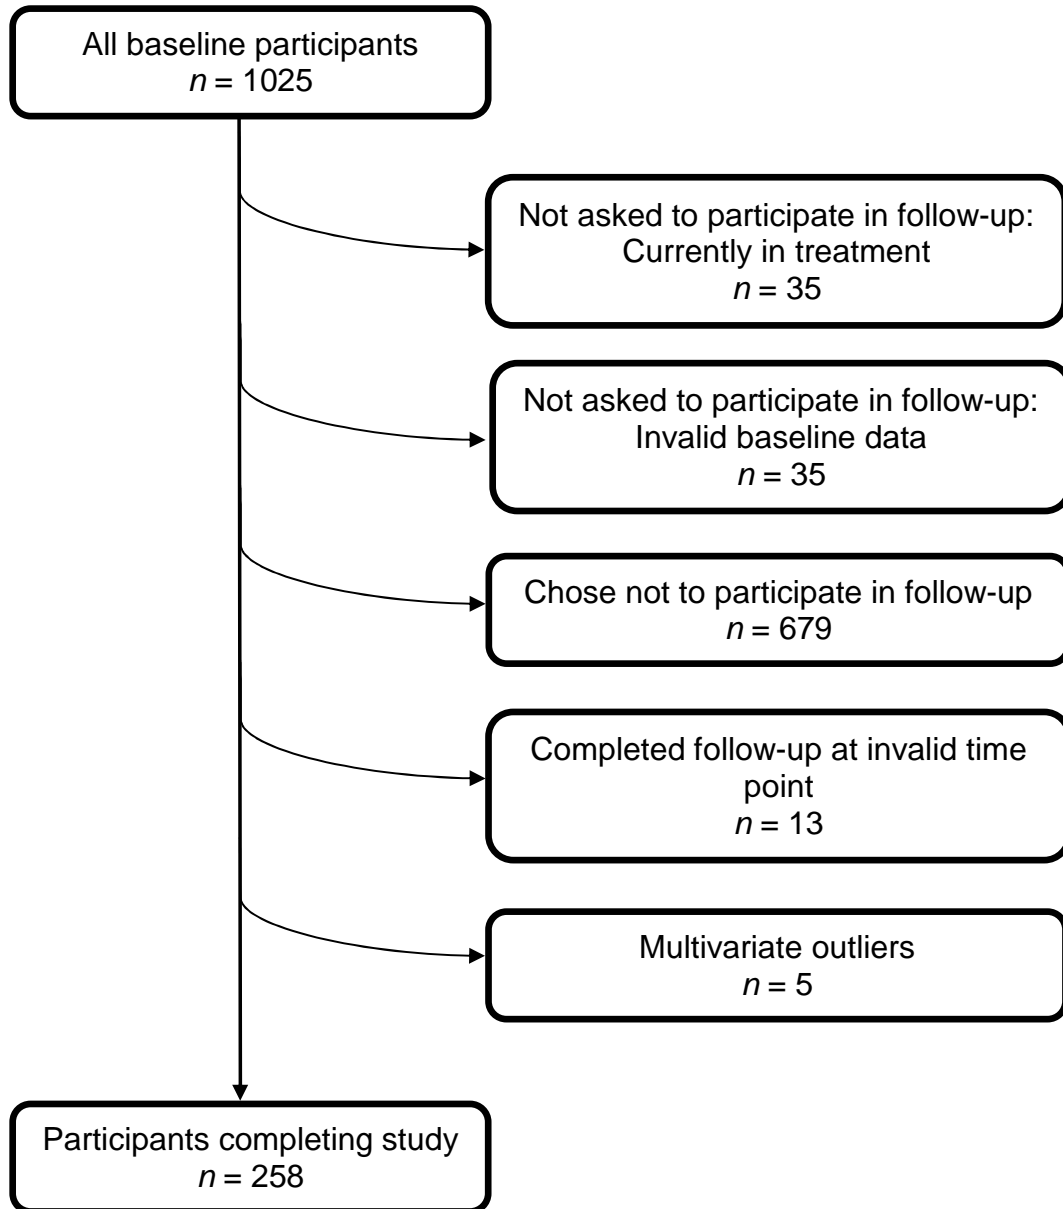 All baseline participants
n = 1025
Not asked to participate in follow-up:
Currently in treatment
n = 35
Not asked to participate in follow-up:
Invalid baseline data
n = 35
Chose not to participate in follow-up
n = 679
Completed follow-up at invalid time
point
n = 13
Multivariate outliers
n = 5
Participants completing study
n = 258